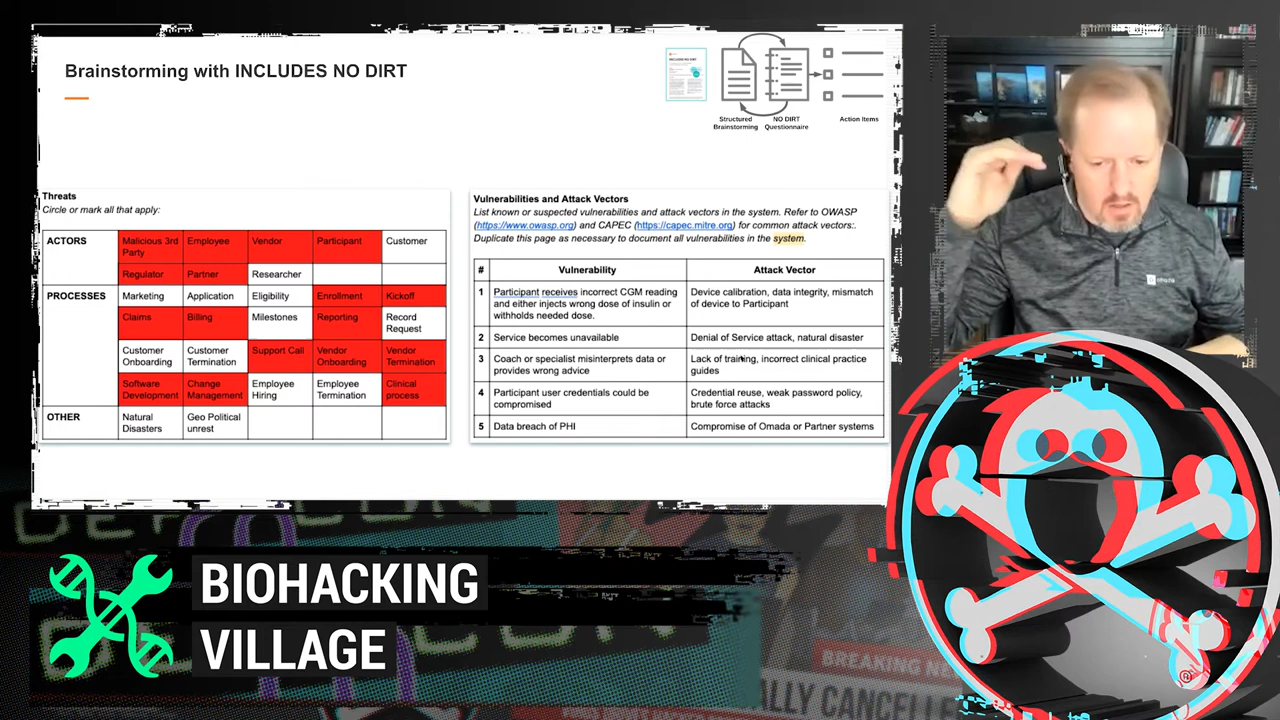 Brainstorming with INCLUDES NO DIRT
INCLUDES NO DIRT
Structured
Brainstorming
NO DIRT
Questionnaire
Action Items
Threats
Circle or mark all that apply:
ACTORS
Malicious 3rd
Party
Employee
Vendor
Participant
Customer
Regulator
Partner
Researcher
PROCESSES
Marketing
Application
Eligibility
Enrollment
Kickoff
Claims
Billing
Milestones
Reporting
Record
Request
Customer
Onboarding
Customer
Termination
Support Call
Vendor
Onboarding
Vendor
Termination
Software
Development
Change
Management
Employee
Hiring
Employee
Termination
Clinical
process
OTHER
Natural
Disasters
Geo Political
unrest
Vulnerabilities and Attack Vectors
List known or suspected vulnerabilities and attack vectors in the system. Refer to OWASP
(https://www.owasp.org) and CAPEC (https://capec.mitre.org) for common attack vectors:.
Duplicate this page as necessary to document all vulnerabilities in the system.
#
Vulnerability
Attack Vector
1
Participant receives incorrect CGM reading
and either injects wrong dose of insulin or
withholds needed dose.
Device calibration, data integrity, mismatch
of device to Participant
2
Service becomes unavailable
Denial of Service attack, natural disaster
3
Coach or specialist misinterprets data or
provides wrong advice
Lack of training, incorrect clinical practice
guides
4
Participant user credentials could be
compromised
Credential reuse, weak password policy,
brute force attacks
5
Data breach of PHI
Compromise of Omada or Partner systems
BIOHACKING
VILLAGE
BREAKING NE
ALLY CANCELLE
®